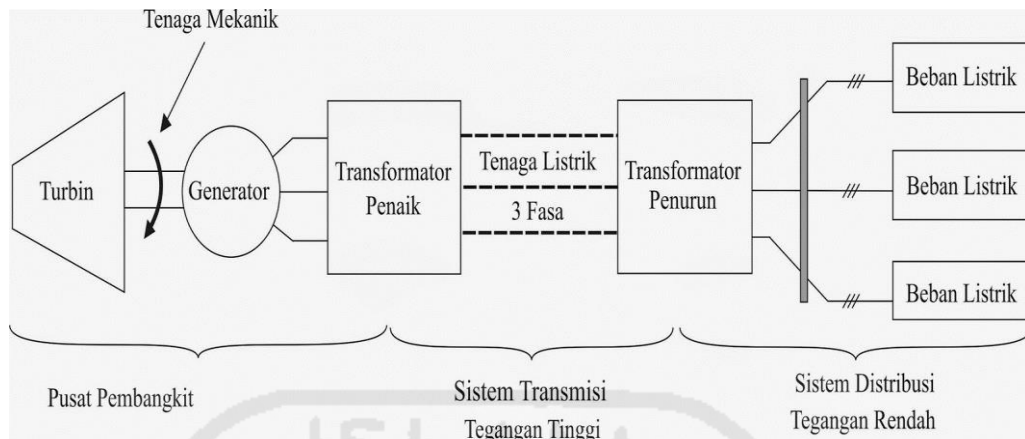 Tenaga Mekanik
Turbin
Generator
Transformator
Penaik
Tenaga Listrik
3 Fasa
Transformator
Penurun
Beban Listrik
Beban Listrik
Beban Listrik
Pusat Pembangkit
Sistem Transmisi
Tegangan Tinggi
Sistem Distribusi
Tegangan Rendah